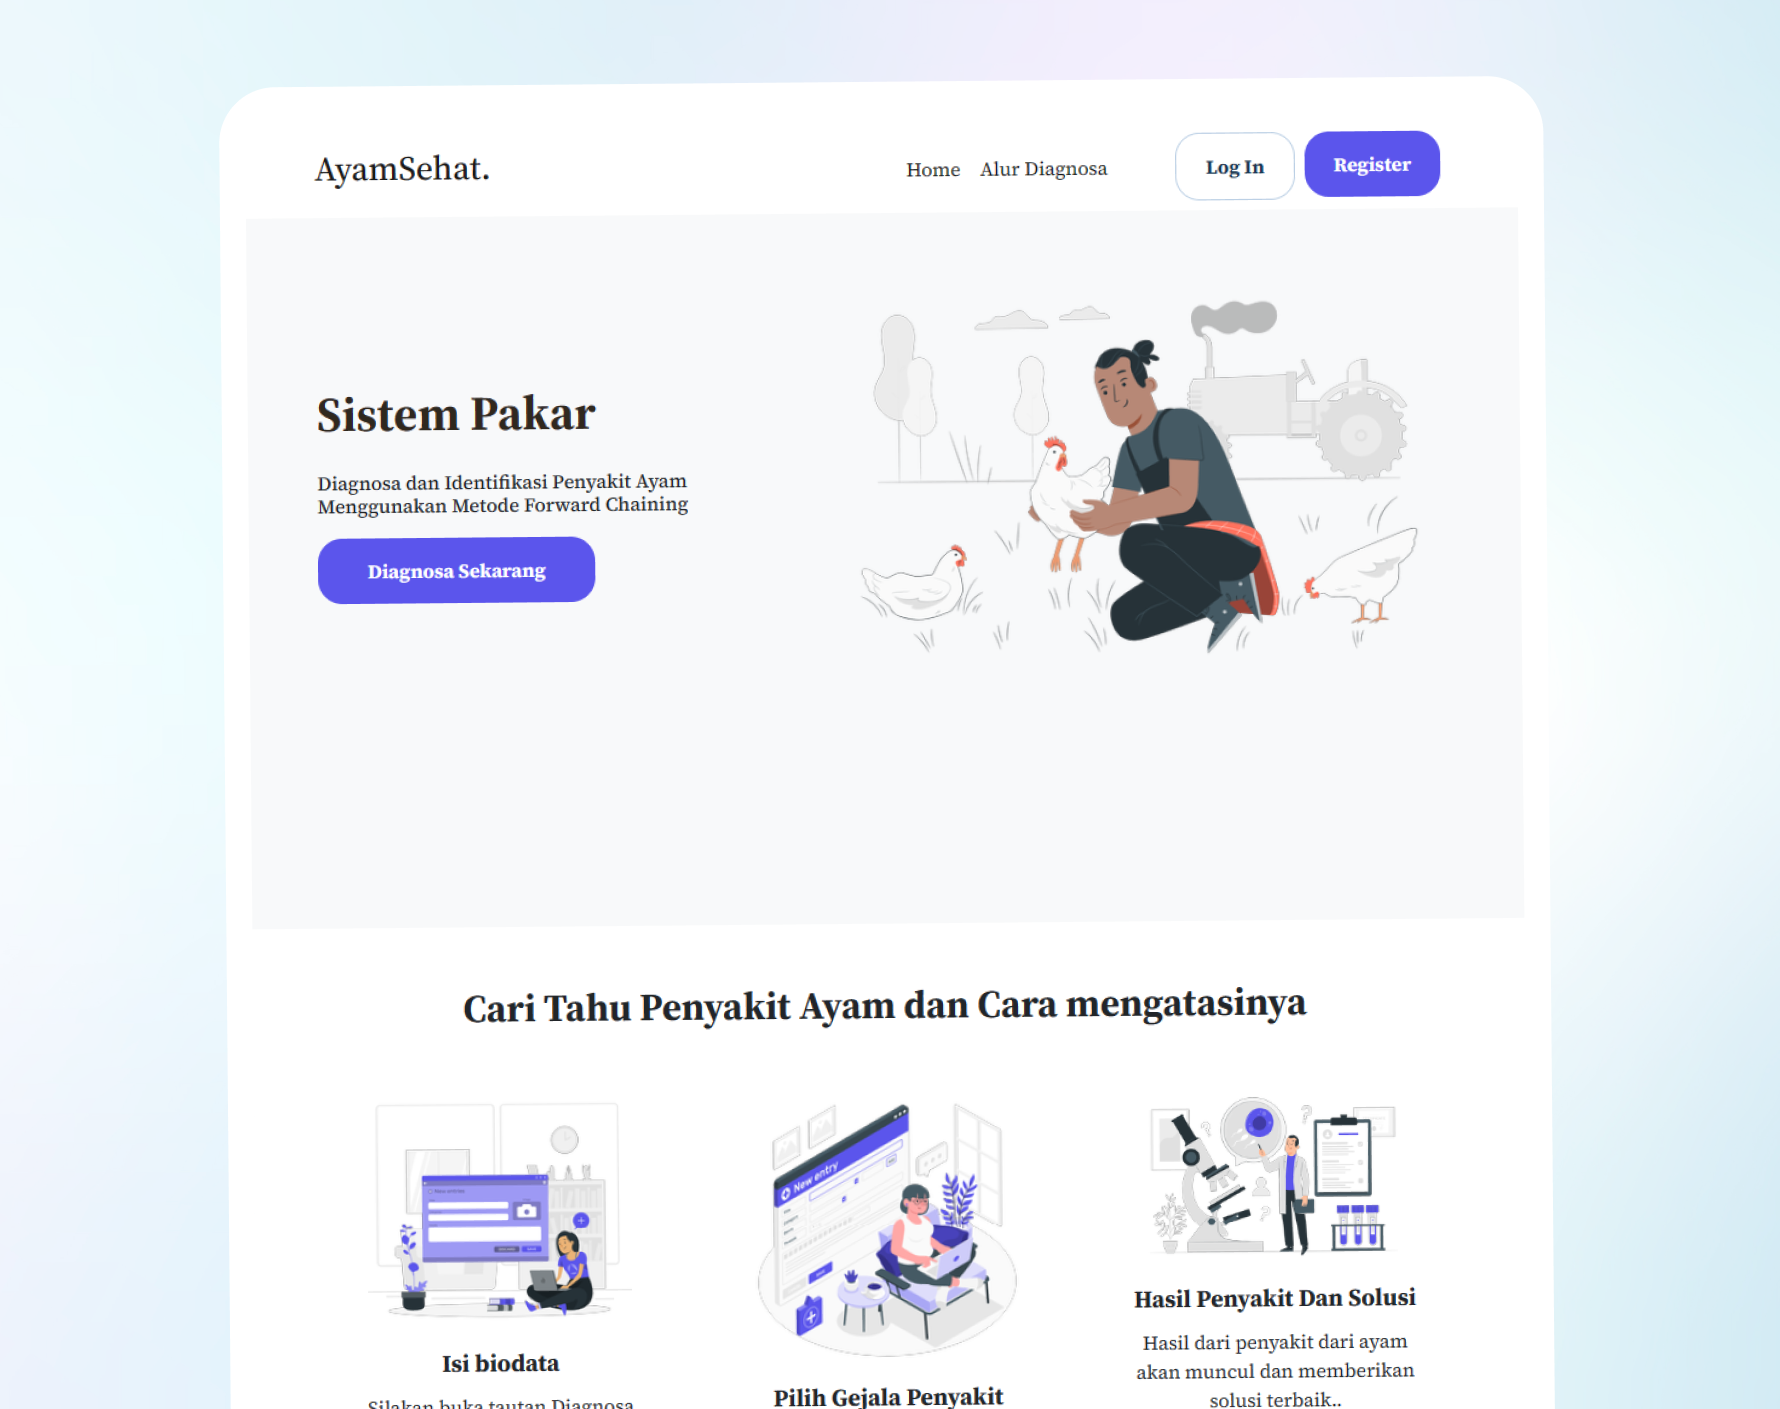 AyamSehat.
Home
Alur Diagnosa
Log In
Register
Sistem Pakar
Diagnosa dan Identifikasi Penyakit Ayam
Menggunakan Metode Forward Chaining
Diagnosa Sekarang
Cari Tahu Penyakit Ayam dan Cara mengatasinya
New entry
Isi biodata
Silakan buka tautan Diagnosa
Pilih Gejala Penyakit
Hasil Penyakit Dan Solusi
Hasil dari penyakit dari ayam
akan muncul dan memberikan
solusi terbaik..